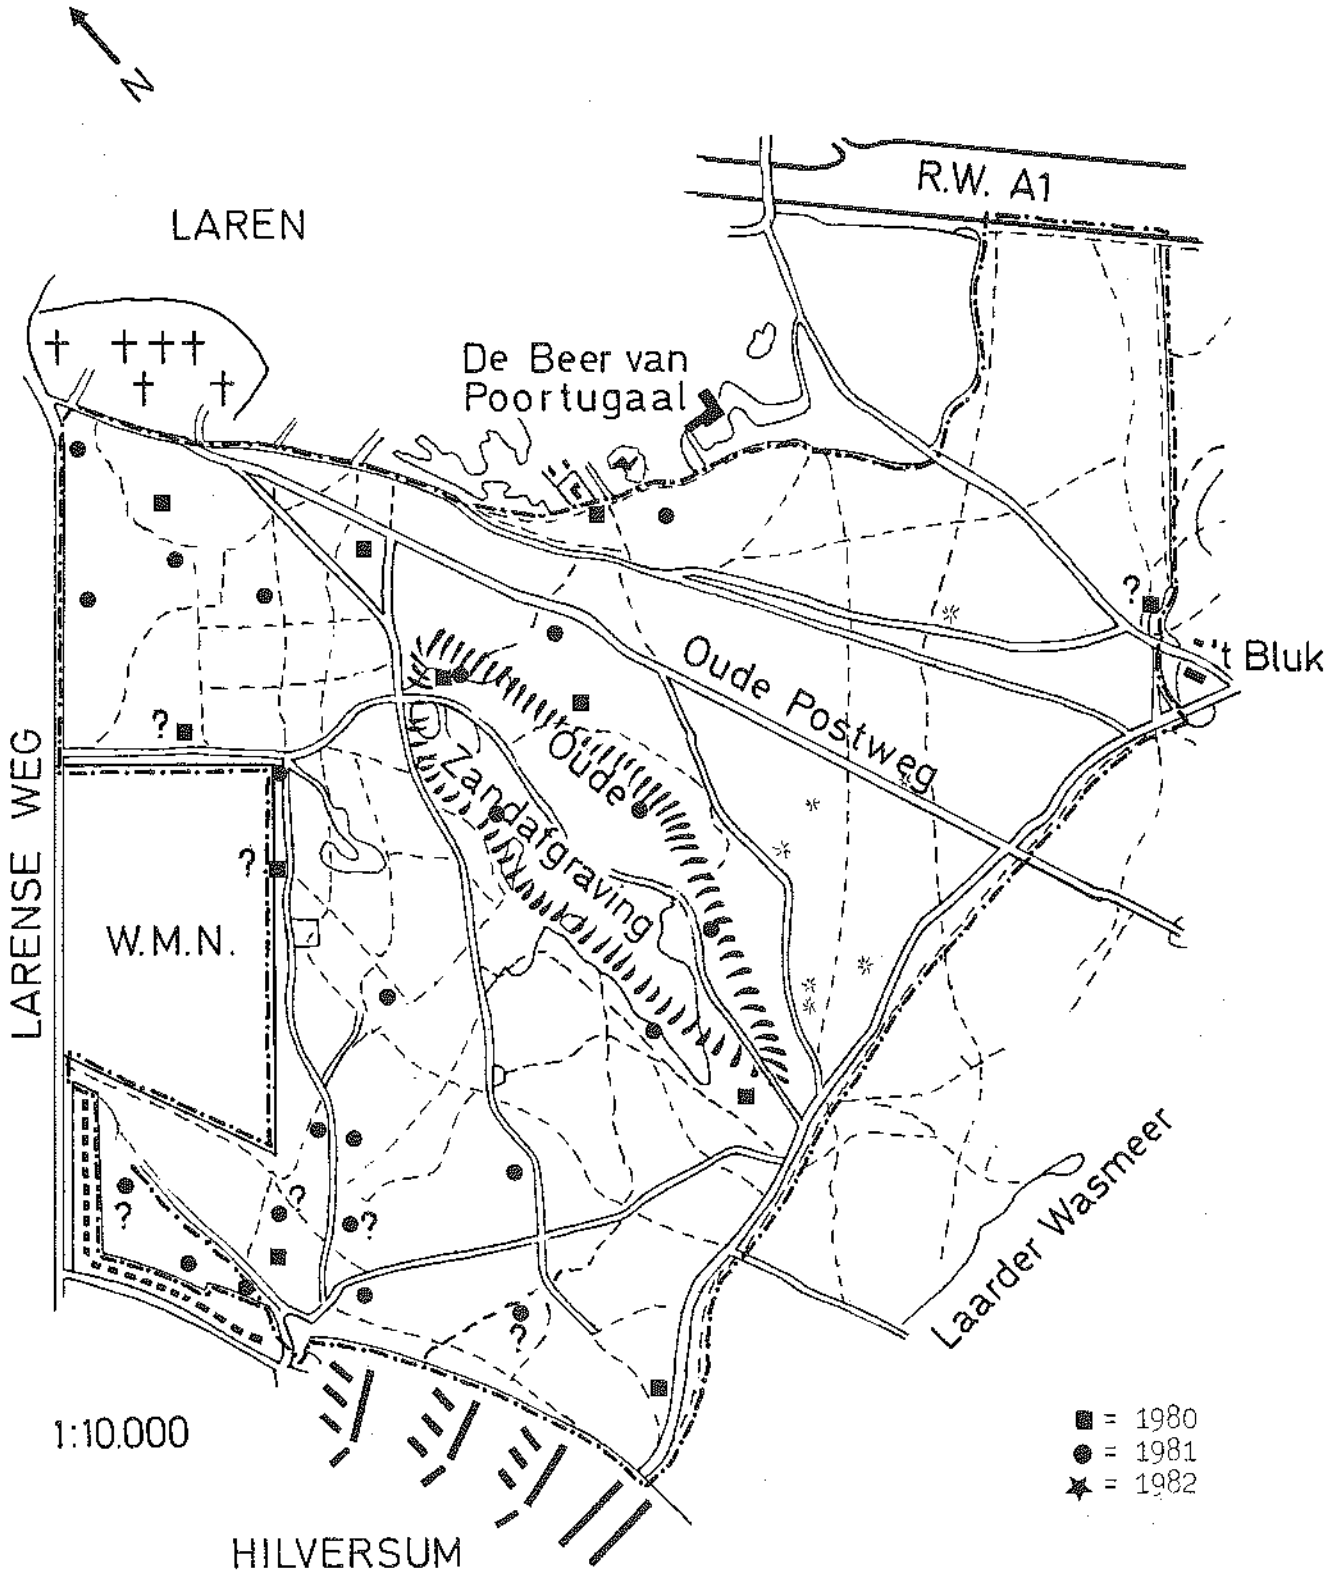 N
R.W. A1
LAREN
De Beer van
Poortugaal
?
't Bluk
Oude Postweg
?
Oude
Zandafgraving
LARENSE WEG
?
W.M.N.
Laarder Wasmeer
?
?
?
?
1:10.000
■ = 1980
● = 1981
★ = 1982
HILVERSUM